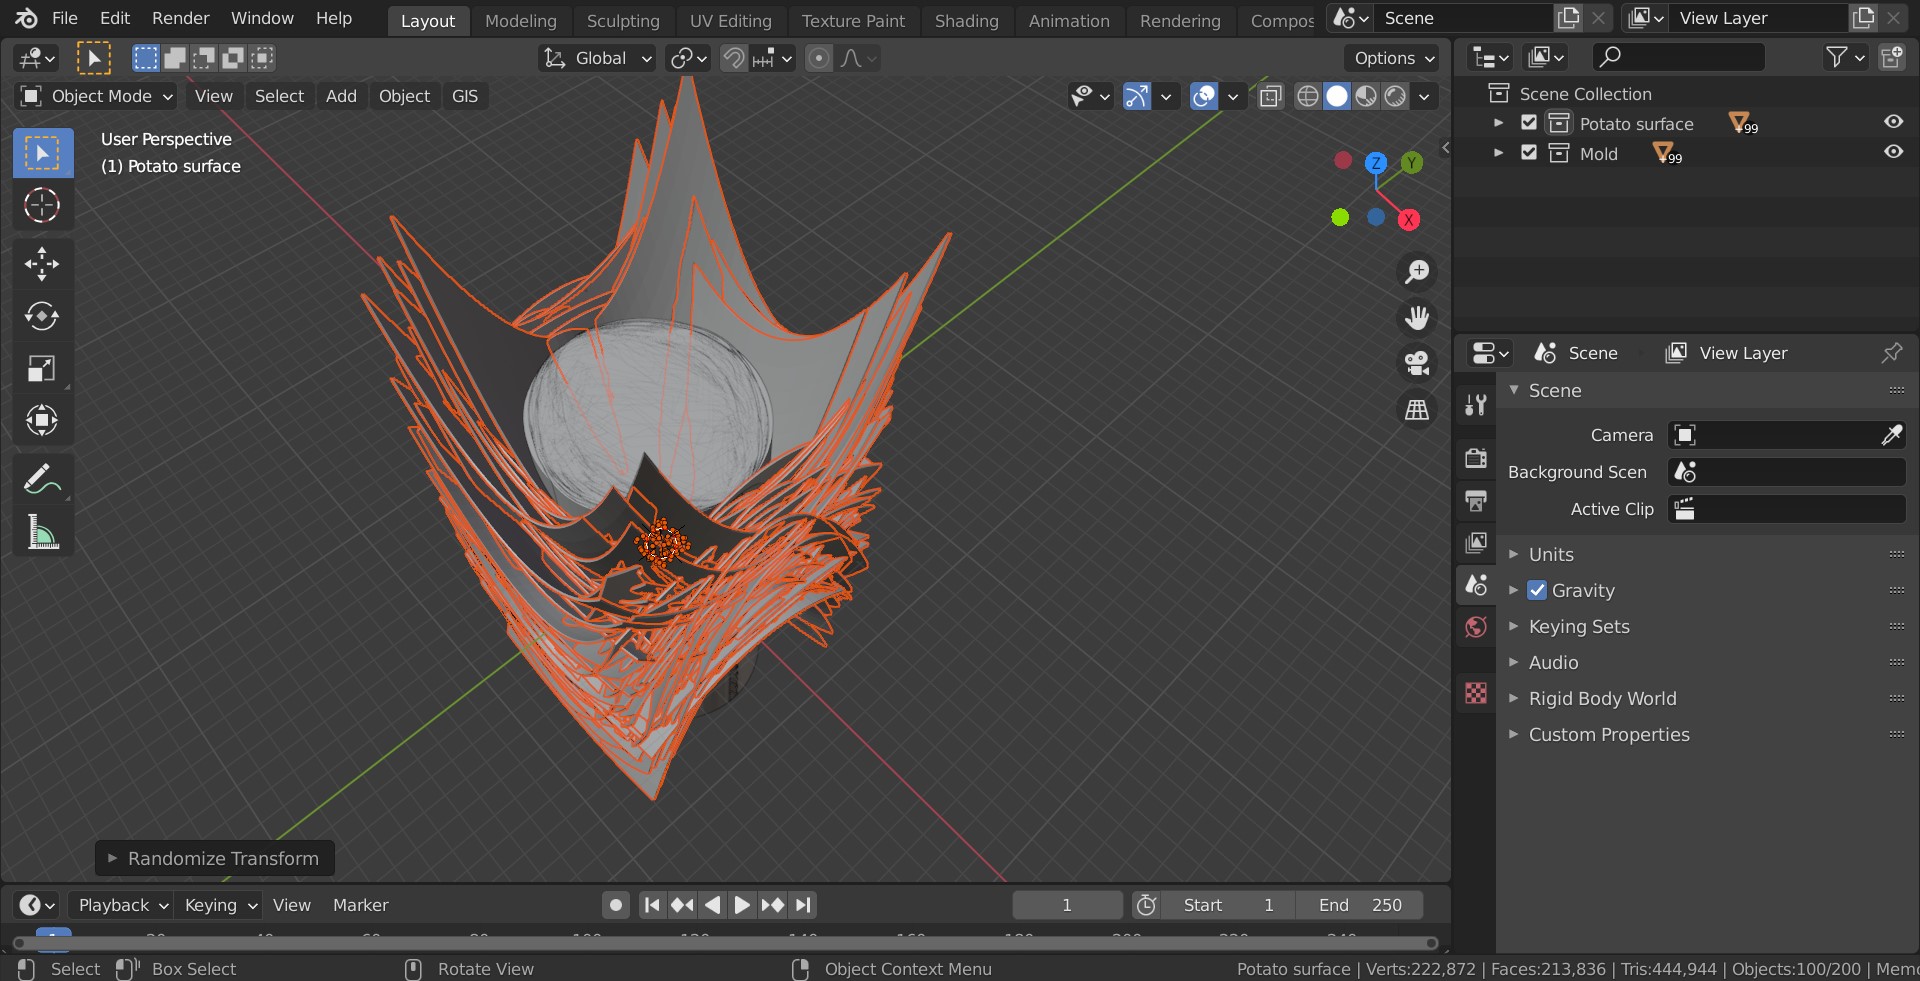 File Edit Render Window Help Layout Modeling Sculpting UV Editing Texture Paint Shading Animation Rendering Compos Scene View Layer
Global Options
Object Mode View Select Add Object GIS
User Perspective
(1) Potato surface
Z Y
X
Scene Collection
Potato surface +99
Mold +99
Scene View Layer
Scene
Camera
Background Scen
Active Clip
Units
Gravity
Keying Sets
Audio
Rigid Body World
Custom Properties
Randomize Transform
Playback Keying View Marker 1 Start 1 End 250
Select Box Select Rotate View Object Context Menu Potato surface | Verts:222,872 | Faces:213,836 | Tris:444,944 | Objects:100/200 | Memo